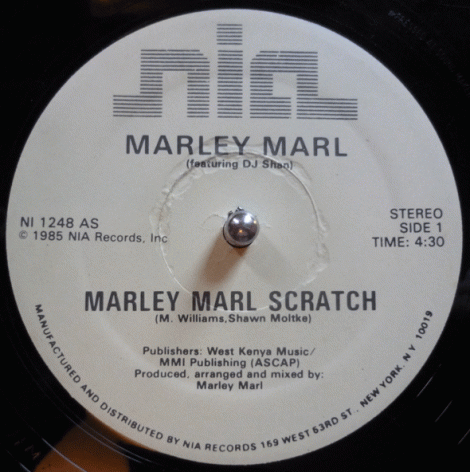 nia
MARLEY MARL
(featuring DJ Shan)
NI 1248 AS
© 1985 NIA Records, Inc
STEREO
SIDE 1
TIME: 4:30
MARLEY MARL SCRATCH
(M. Williams,Shawn Moltke)
Publishers: West Kenya Music/
MMI Publishing (ASCAP)
Produced, arranged and mixed by:
Marley Marl
MANUFACTURED AND DISTRIBUTED BY NIA RECORDS 159 WEST 53RD ST., NEW YORK, N.Y 10019